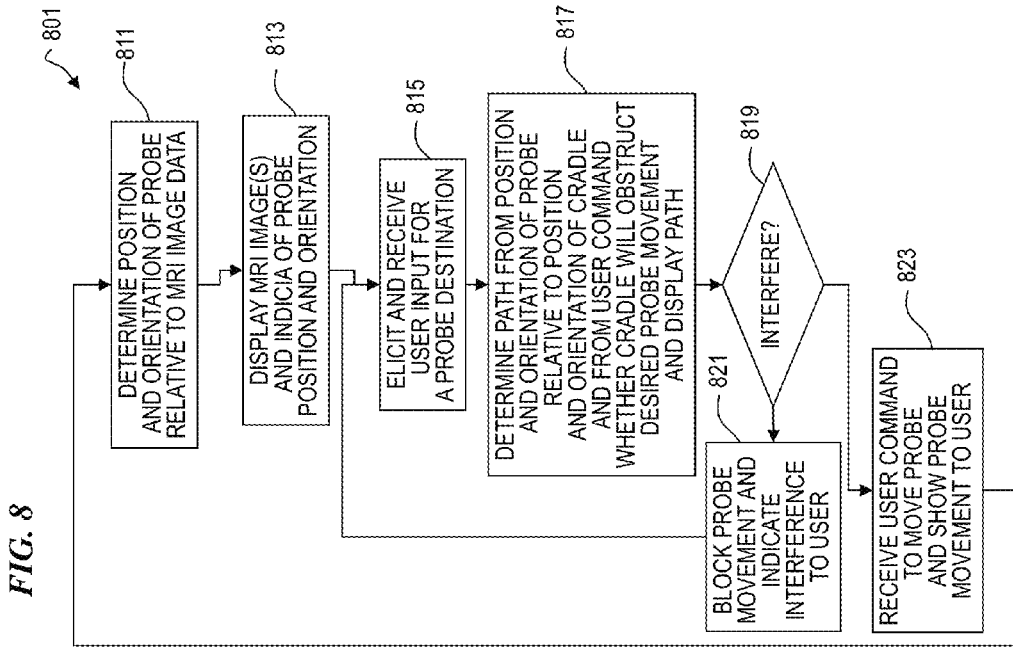 FIG. 8
801
DETERMINE POSITION
AND ORIENTATION OF PROBE
RELATIVE TO MRI IMAGE DATA
811
DISPLAY MRI IMAGE(S)
AND INDICIA OF PROBE
POSITION AND ORIENTATION
813
ELICIT AND RECEIVE
USER INPUT FOR
A PROBE DESTINATION
815
DETERMINE PATH FROM POSITION
AND ORIENTATION OF PROBE
RELATIVE TO POSITION
AND ORIENTATION OF CRADLE
AND FROM USER COMMAND
WHETHER CRADLE WILL OBSTRUCT
DESIRED PROBE MOVEMENT
AND DISPLAY PATH
817
INTERFERE?
819
BLOCK PROBE
MOVEMENT AND
INDICATE
INTERFERENCE
TO USER
821
RECEIVE USER COMMAND
TO MOVE PROBE
AND SHOW PROBE
MOVEMENT TO USER
823